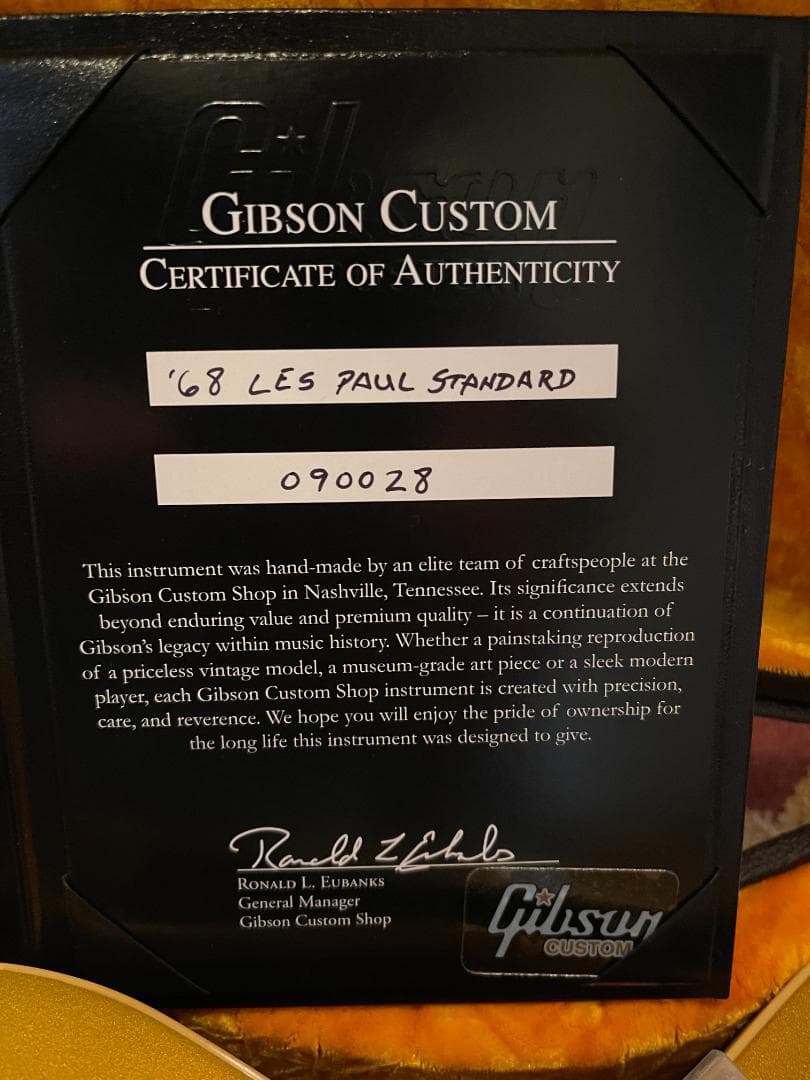 Gibson
GIBSON CUSTOM
CERTIFICATE OF AUTHENTICITY
'68 LES PAUL STANDARD
090028
This instrument was hand-made by an elite team of craftspeople at the
Gibson Custom Shop in Nashville, Tennessee. Its significance extends
beyond enduring value and premium quality – it is a continuation of
Gibson's legacy within music history. Whether a painstaking reproduction
of a priceless vintage model, a museum-grade art piece or a sleek modern
player, each Gibson Custom Shop instrument is created with precision,
care, and reverence. We hope you will enjoy the pride of ownership for
the long life this instrument was designed to give.
Ronald L Eubanks
RONALD L. EUBANKS
General Manager
Gibson Custom Shop
Gibson
CUSTOM